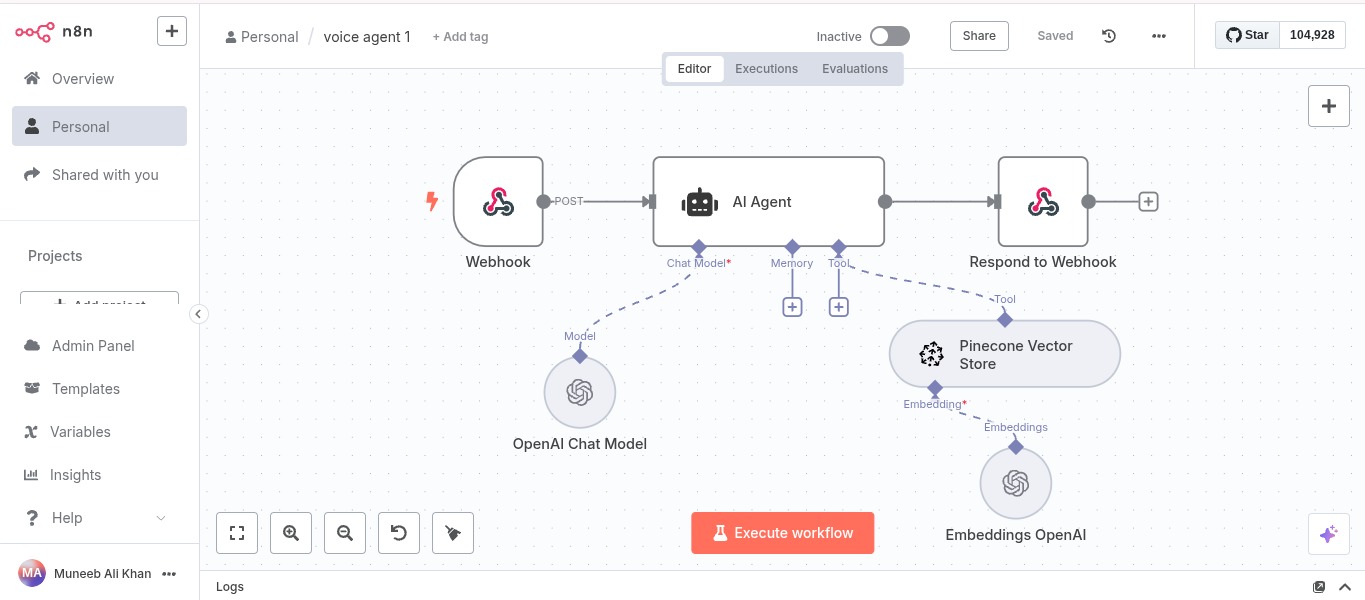 n8n
Overview
Personal
Shared with you
Projects
Add project
Admin Panel
Templates
Variables
Insights
Help
MA
Muneeb Ali Khan
Personal / voice agent 1 + Add tag
Inactive
Share
Saved
Star 104,928
Editor Executions Evaluations
POST
AI Agent
Webhook
Chat Model*
Memory
Tool
Respond to Webhook
Tool
Model
Pinecone Vector
Store
OpenAI Chat Model
Embedding*
Embeddings
Embeddings OpenAI
Execute workflow
Logs